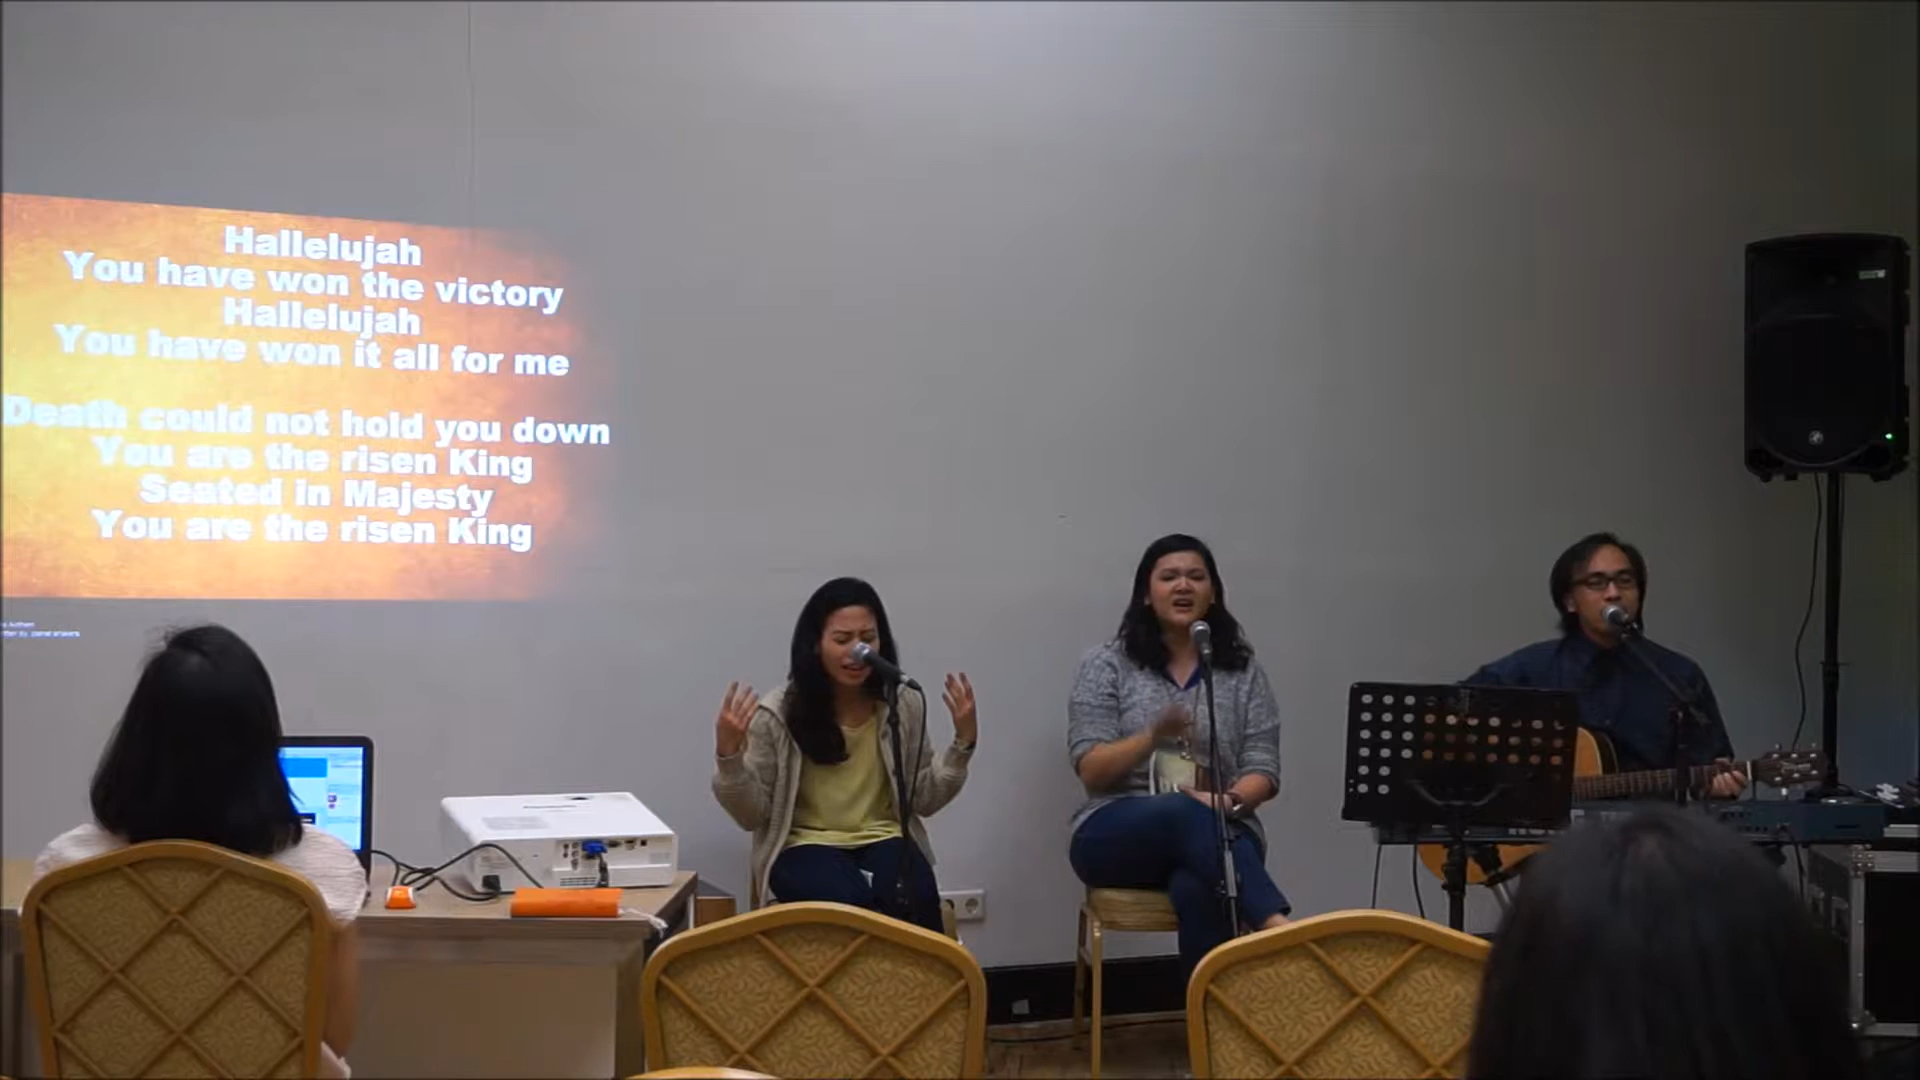 Hallelujah
You have won the victory
Hallelujah
You have won it all for me
Death could not hold you down
You are the risen King
Seated in Majesty
You are the risen King